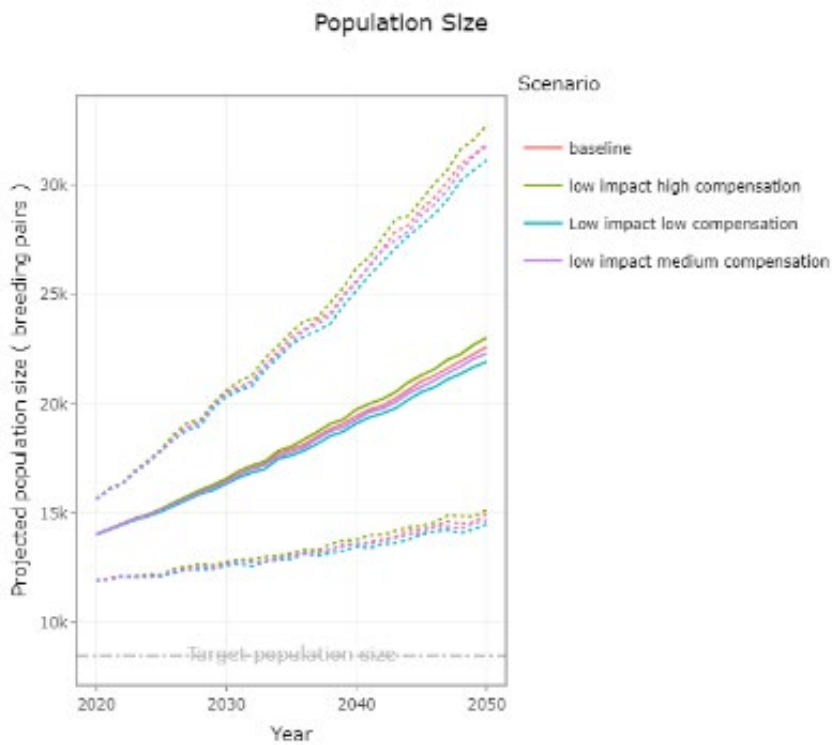 Population Size
Scenario
baseline
low impact high compensation
Low impact low compensation
low impact medium compensation
Projected population size ( breeding pairs )
30k
25k
20k
15k
10k
Target population size
2020
2030
2040
2050
Year